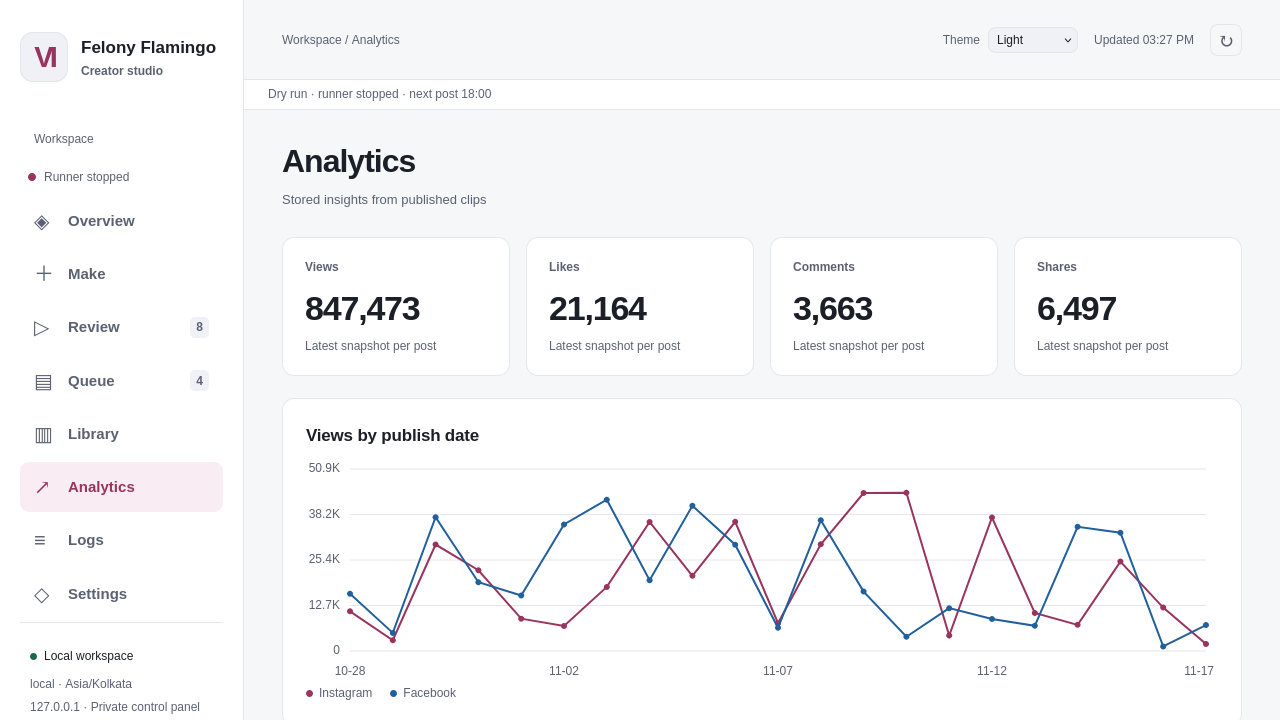 VI
Felony Flamingo
Creator studio
Workspace
Runner stopped
Overview
Make
Review 8
Queue 4
Library
Analytics
Logs
Settings
Local workspace
local · Asia/Kolkata
127.0.0.1 · Private control panel
Workspace / Analytics
Theme Light Updated 03:27 PM
Dry run · runner stopped · next post 18:00
Analytics
Stored insights from published clips
Views
847,473
Latest snapshot per post
Likes
21,164
Latest snapshot per post
Comments
3,663
Latest snapshot per post
Shares
6,497
Latest snapshot per post
Views by publish date
50.9K
38.2K
25.4K
12.7K
0
10-28 11-02 11-07 11-12 11-17
Instagram Facebook